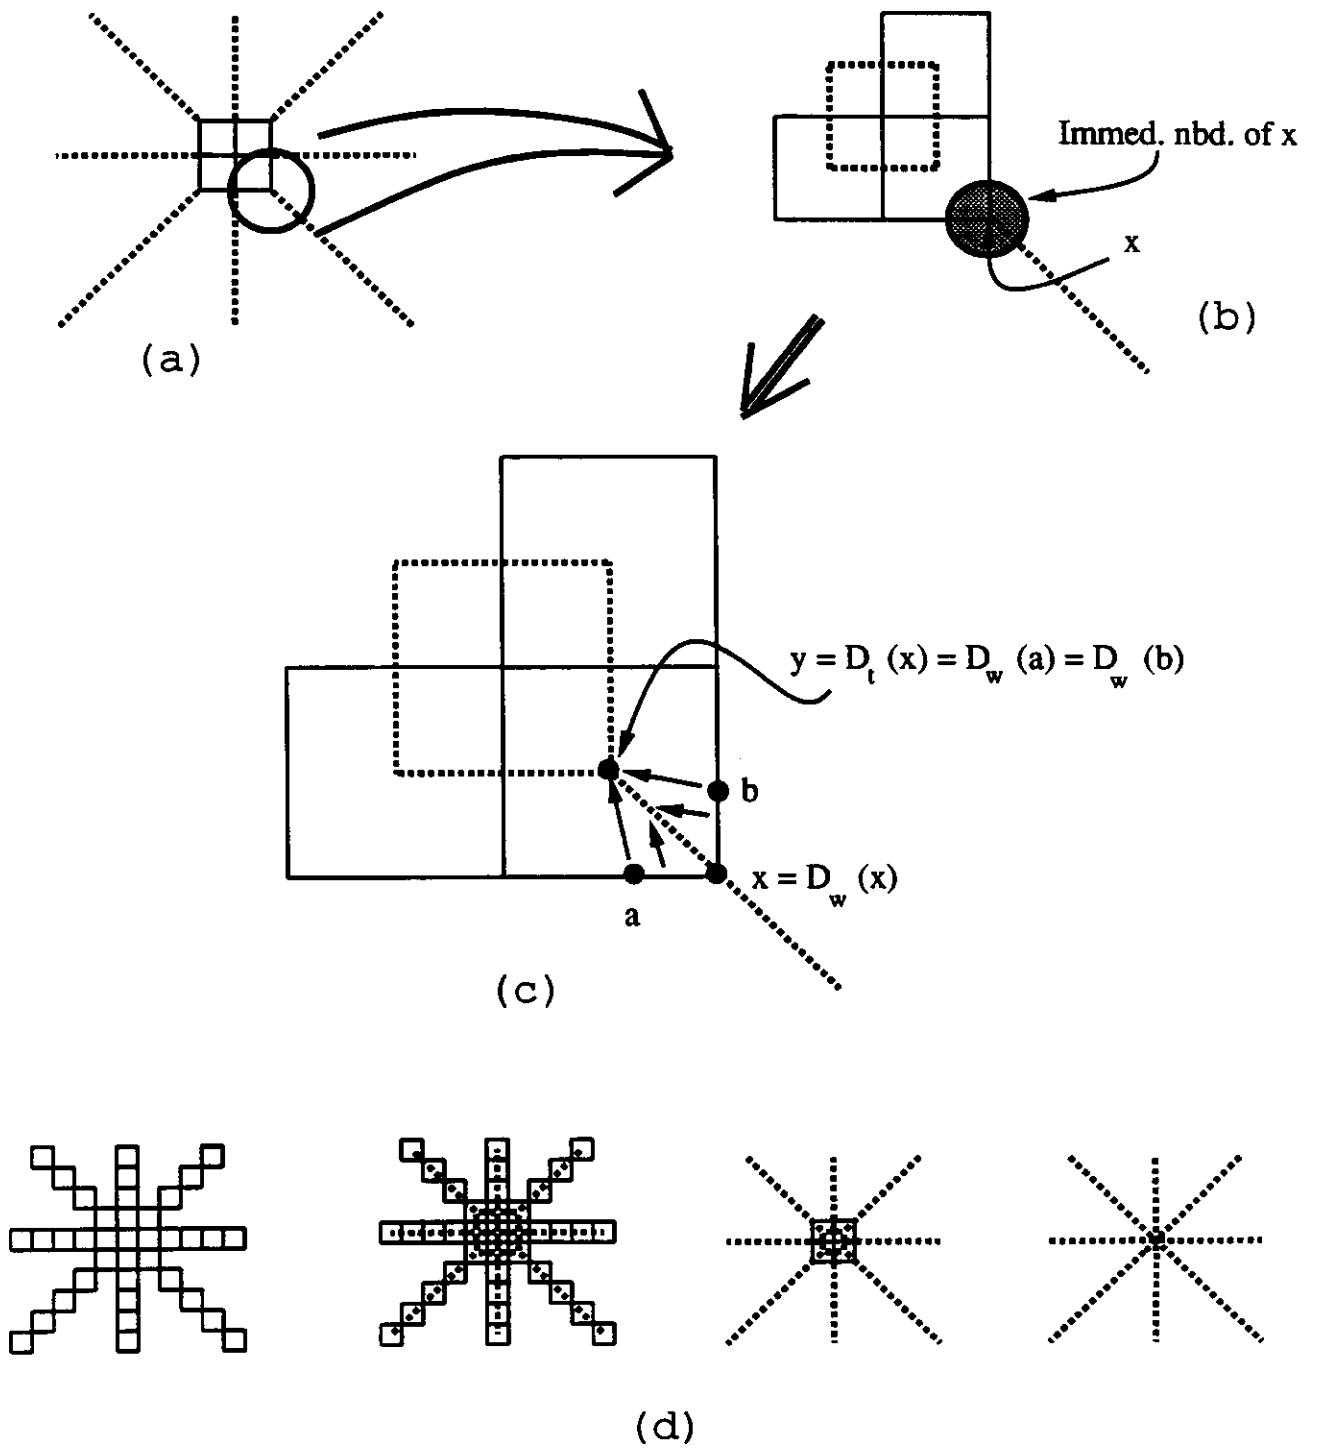 Immed. nbd. of x
x
(b)
(a)
y = D_t (x) = D_w (a) = D_w (b)
b
x = D_w (x)
a
(c)
(d)